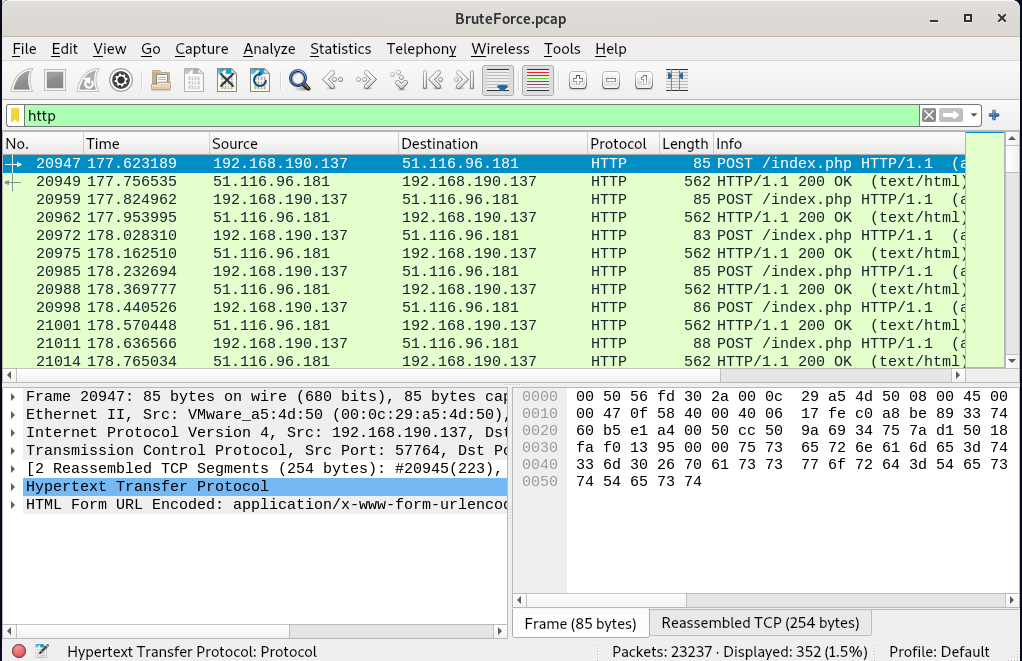 BruteForce.pcap
File Edit View Go Capture Analyze Statistics Telephony Wireless Tools Help
http
No. Time Source Destination Protocol Length Info
20947 177.623189 192.168.190.137 51.116.96.181 HTTP 85 POST /index.php HTTP/1.1 (a
20949 177.756535 51.116.96.181 192.168.190.137 HTTP 562 HTTP/1.1 200 OK (text/html)
20959 177.824962 192.168.190.137 51.116.96.181 HTTP 85 POST /index.php HTTP/1.1 (a
20962 177.953995 51.116.96.181 192.168.190.137 HTTP 562 HTTP/1.1 200 OK (text/html)
20972 178.028310 192.168.190.137 51.116.96.181 HTTP 83 POST /index.php HTTP/1.1 (a
20975 178.162510 51.116.96.181 192.168.190.137 HTTP 562 HTTP/1.1 200 OK (text/html)
20985 178.232694 192.168.190.137 51.116.96.181 HTTP 85 POST /index.php HTTP/1.1 (a
20988 178.369777 51.116.96.181 192.168.190.137 HTTP 562 HTTP/1.1 200 OK (text/html)
20998 178.440526 192.168.190.137 51.116.96.181 HTTP 86 POST /index.php HTTP/1.1 (a
21001 178.570448 51.116.96.181 192.168.190.137 HTTP 562 HTTP/1.1 200 OK (text/html)
21011 178.636566 192.168.190.137 51.116.96.181 HTTP 88 POST /index.php HTTP/1.1 (a
21014 178.765034 51.116.96.181 192.168.190.137 HTTP 562 HTTP/1.1 200 OK (text/html)
Frame 20947: 85 bytes on wire (680 bits), 85 bytes cap
Ethernet II, Src: VMware_a5:4d:50 (00:0c:29:a5:4d:50),
Internet Protocol Version 4, Src: 192.168.190.137, Dst
Transmission Control Protocol, Src Port: 57764, Dst Po
[2 Reassembled TCP Segments (254 bytes): #20945(223),
Hypertext Transfer Protocol
HTML Form URL Encoded: application/x-www-form-urlencod
0000 00 50 56 fd 30 2a 00 0c 29 a5 4d 50 08 00 45 00
0010 00 47 0f 58 40 00 40 06 17 fe c0 a8 be 89 33 74
0020 60 b5 e1 a4 00 50 cc 50 9a 69 34 75 7a d1 50 18
0030 fa f0 13 95 00 00 75 73 65 72 6e 61 6d 65 3d 74
0040 33 6d 30 26 70 61 73 73 77 6f 72 64 3d 54 65 73
0050 74 54 65 73 74
Frame (85 bytes) Reassembled TCP (254 bytes)
Hypertext Transfer Protocol: Protocol Packets: 23237 · Displayed: 352 (1.5%) Profile: Default